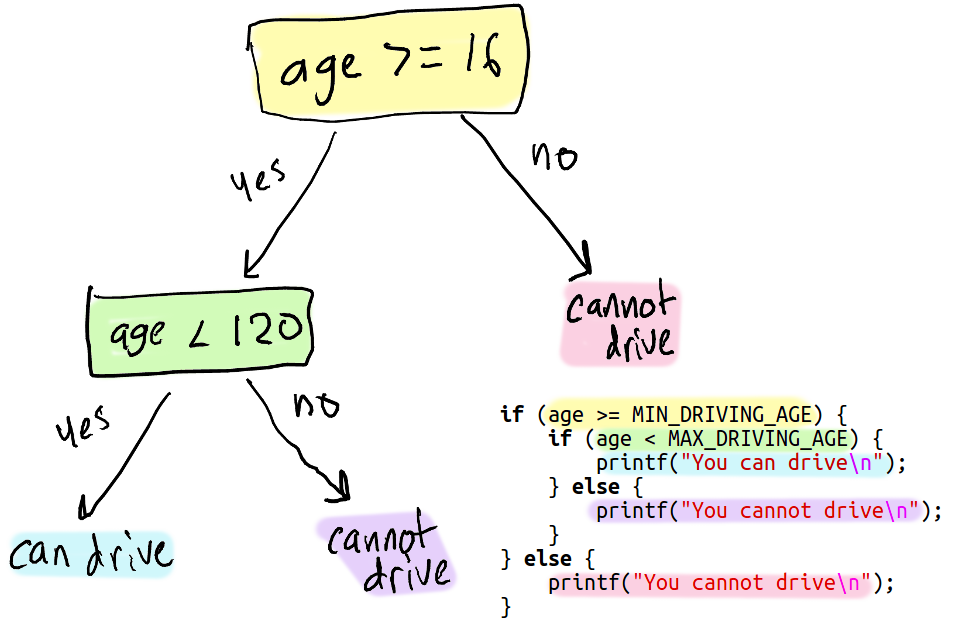 age >= 16
yes
no
age < 120
cannot
drive
yes
no
can drive
cannot
drive
if (age >= MIN_DRIVING_AGE) {
    if (age < MAX_DRIVING_AGE) {
        printf("You can drive\n");
    } else {
        printf("You cannot drive\n");
    }
} else {
    printf("You cannot drive\n");
}